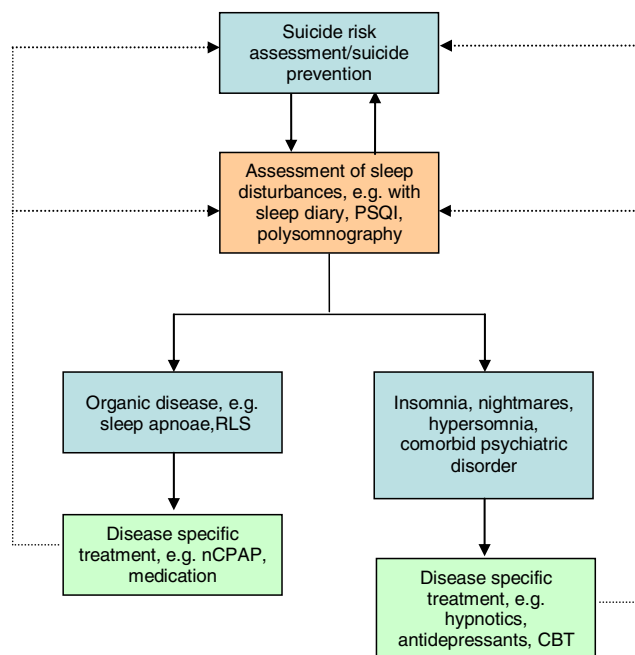 Suicide risk
assessment/suicide
prevention
Assessment of sleep
disturbances, e.g. with
sleep diary, PSQI,
polysomnography
Organic disease, e.g.
sleep apnoae,RLS
Insomnia, nightmares,
hypersomnia,
comorbid psychiatric
disorder
Disease specific
treatment, e.g. nCPAP,
medication
Disease specific
treatment, e.g.
hypnotics,
antidepressants, CBT